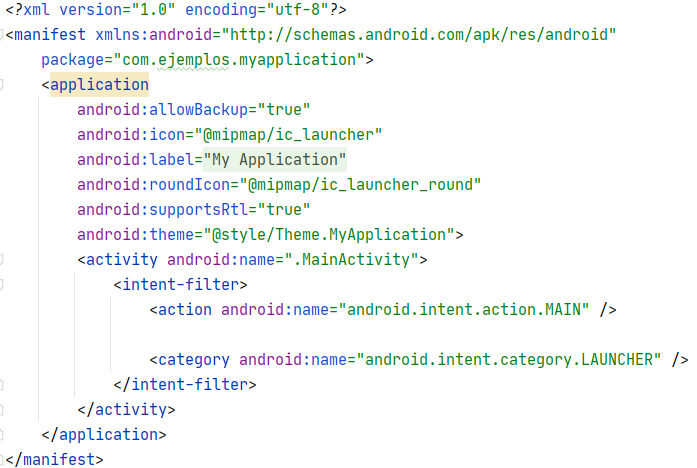 <?xml version="1.0" encoding="utf-8"?>
<manifest xmlns:android="http://schemas.android.com/apk/res/android"
    package="com.ejemplos.myapplication">
    <application
        android:allowBackup="true"
        android:icon="@mipmap/ic_launcher"
        android:label="My Application"
        android:roundIcon="@mipmap/ic_launcher_round"
        android:supportsRtl="true"
        android:theme="@style/Theme.MyApplication">
        <activity android:name=".MainActivity">
            <intent-filter>
                <action android:name="android.intent.action.MAIN" />

                <category android:name="android.intent.category.LAUNCHER" />
            </intent-filter>
        </activity>
    </application>
</manifest>